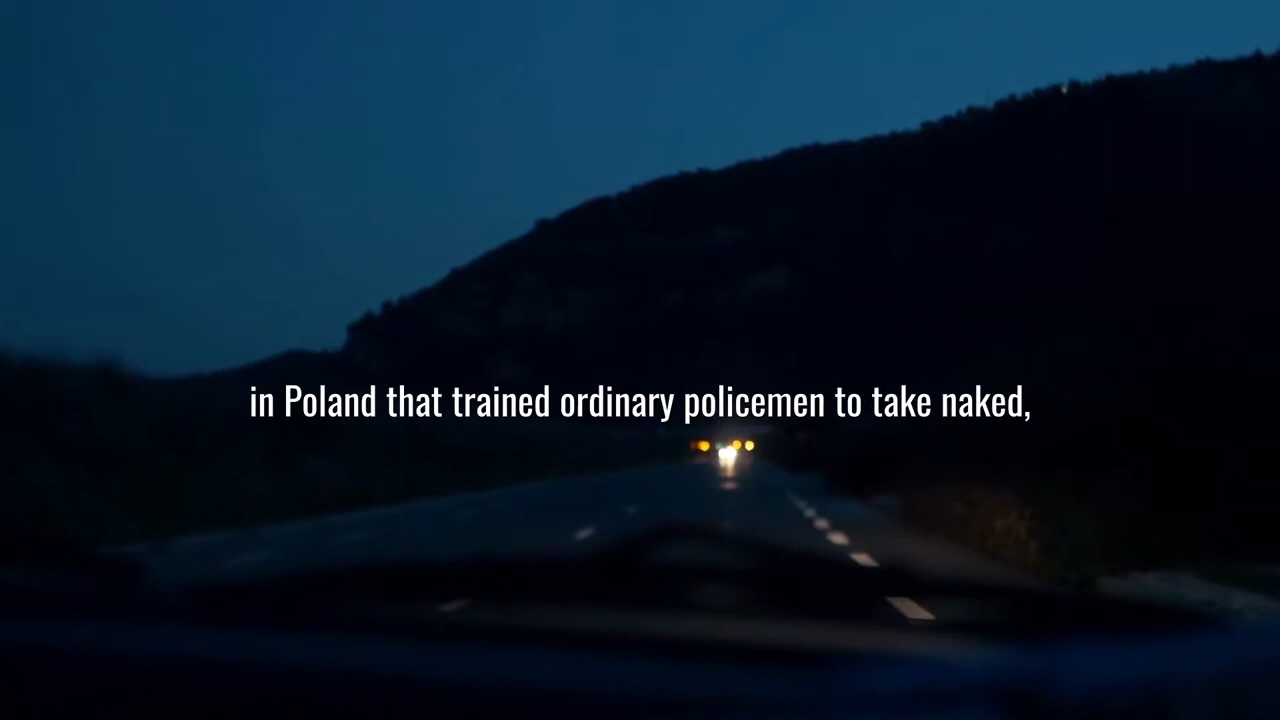 in Poland that trained ordinary policemen to take naked,